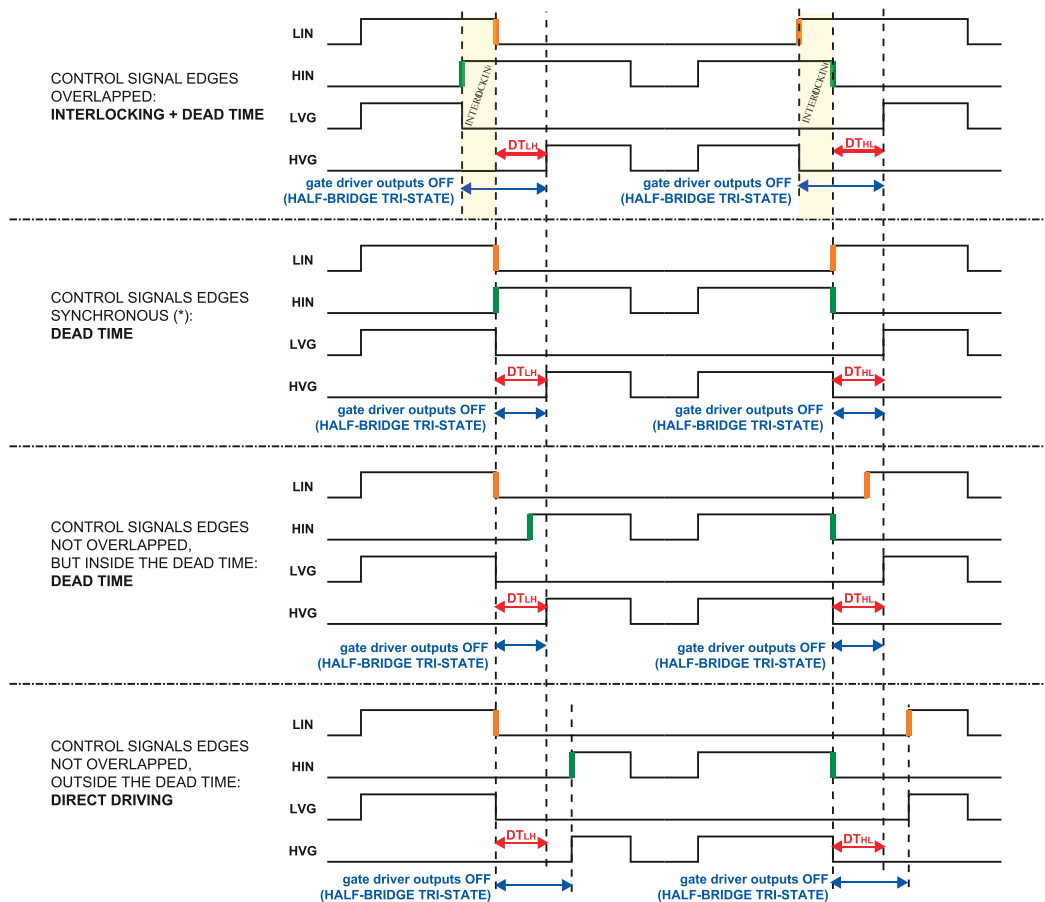 LIN
HIN
INTERLOCKING
INTERLOCKING
CONTROL SIGNAL EDGES
OVERLAPPED:
INTERLOCKING + DEAD TIME
LVG
DTLH
DTHL
HVG
gate driver outputs OFF
(HALF-BRIDGE TRI-STATE)
gate driver outputs OFF
(HALF-BRIDGE TRI-STATE)
LIN
CONTROL SIGNALS EDGES
SYNCHRONOUS (*):
DEAD TIME
HIN
LVG
HVG
DTLH
DTHL
gate driver outputs OFF
(HALF-BRIDGE TRI-STATE)
gate driver outputs OFF
(HALF-BRIDGE TRI-STATE)
LIN
CONTROL SIGNALS EDGES
NOT OVERLAPPED,
BUT INSIDE THE DEAD TIME:
DEAD TIME
HIN
LVG
HVG
DTLH
DTHL
gate driver outputs OFF
(HALF-BRIDGE TRI-STATE)
gate driver outputs OFF
(HALF-BRIDGE TRI-STATE)
LIN
CONTROL SIGNALS EDGES
NOT OVERLAPPED,
OUTSIDE THE DEAD TIME:
DIRECT DRIVING
HIN
LVG
HVG
DTLH
DTHL
gate driver outputs OFF
(HALF-BRIDGE TRI-STATE)
gate driver outputs OFF
(HALF-BRIDGE TRI-STATE)